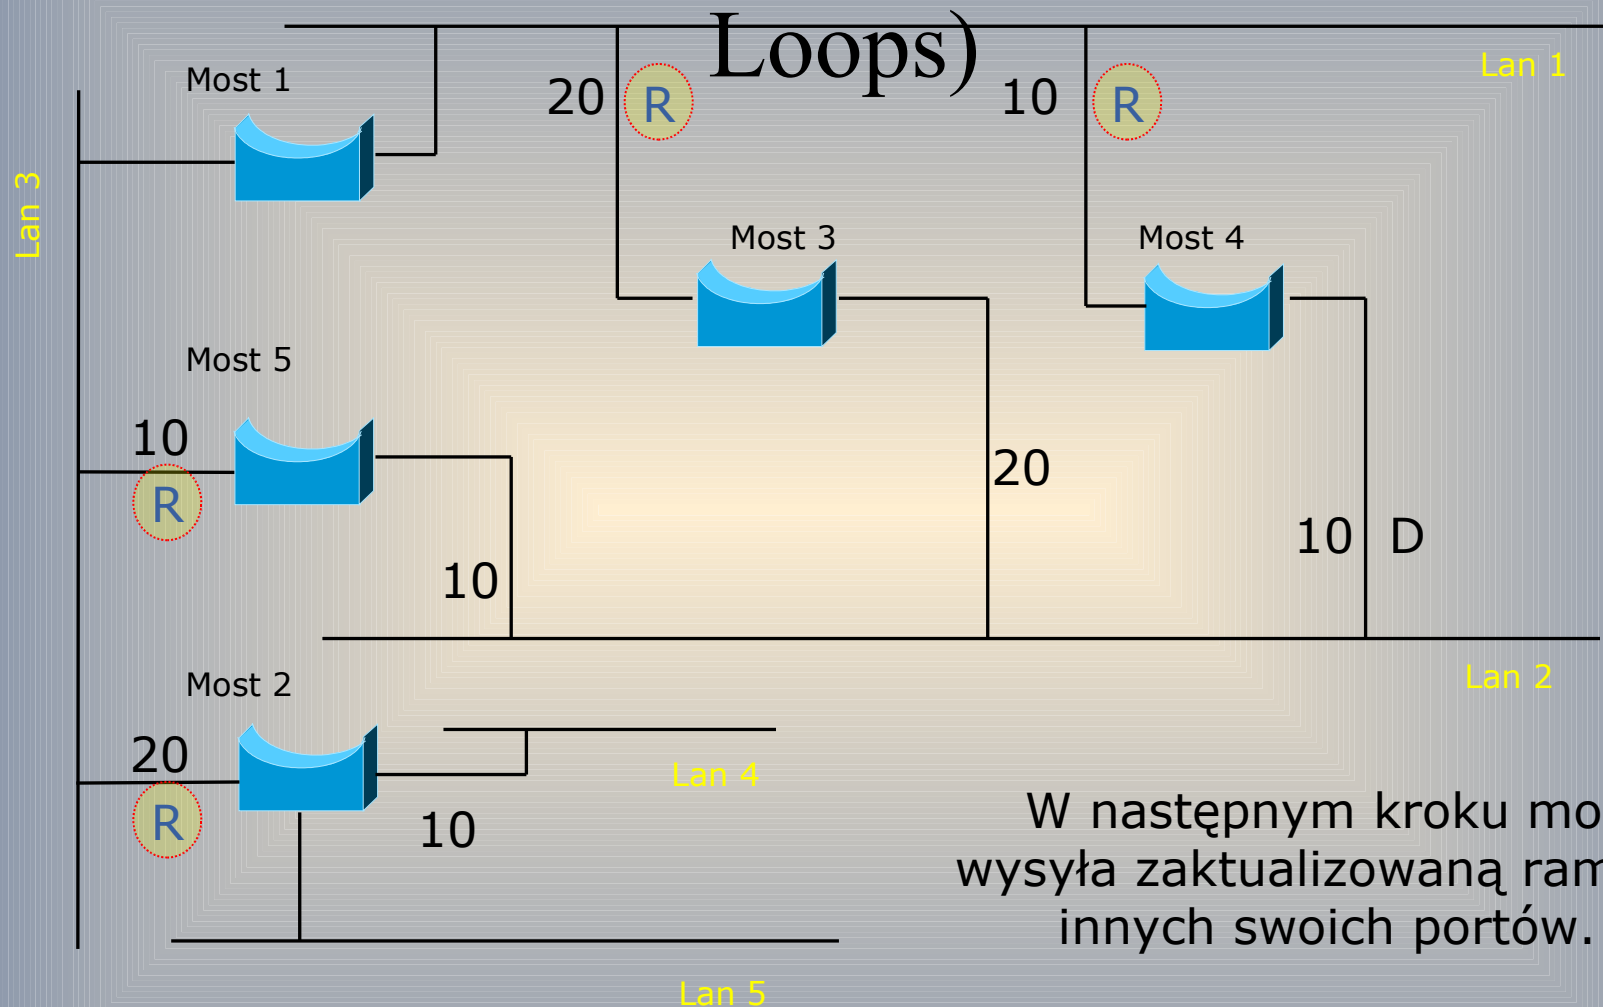 Loops)
Lan 1
Most 1
20
R
10
R
Lan 3
Most 3
Most 4
Most 5
10
R
20
10
D
10
Lan 2
Most 2
20
R
Lan 4
10
W następnym kroku mo
wysyła zaktualizowaną ram
innych swoich portów.
Lan 5